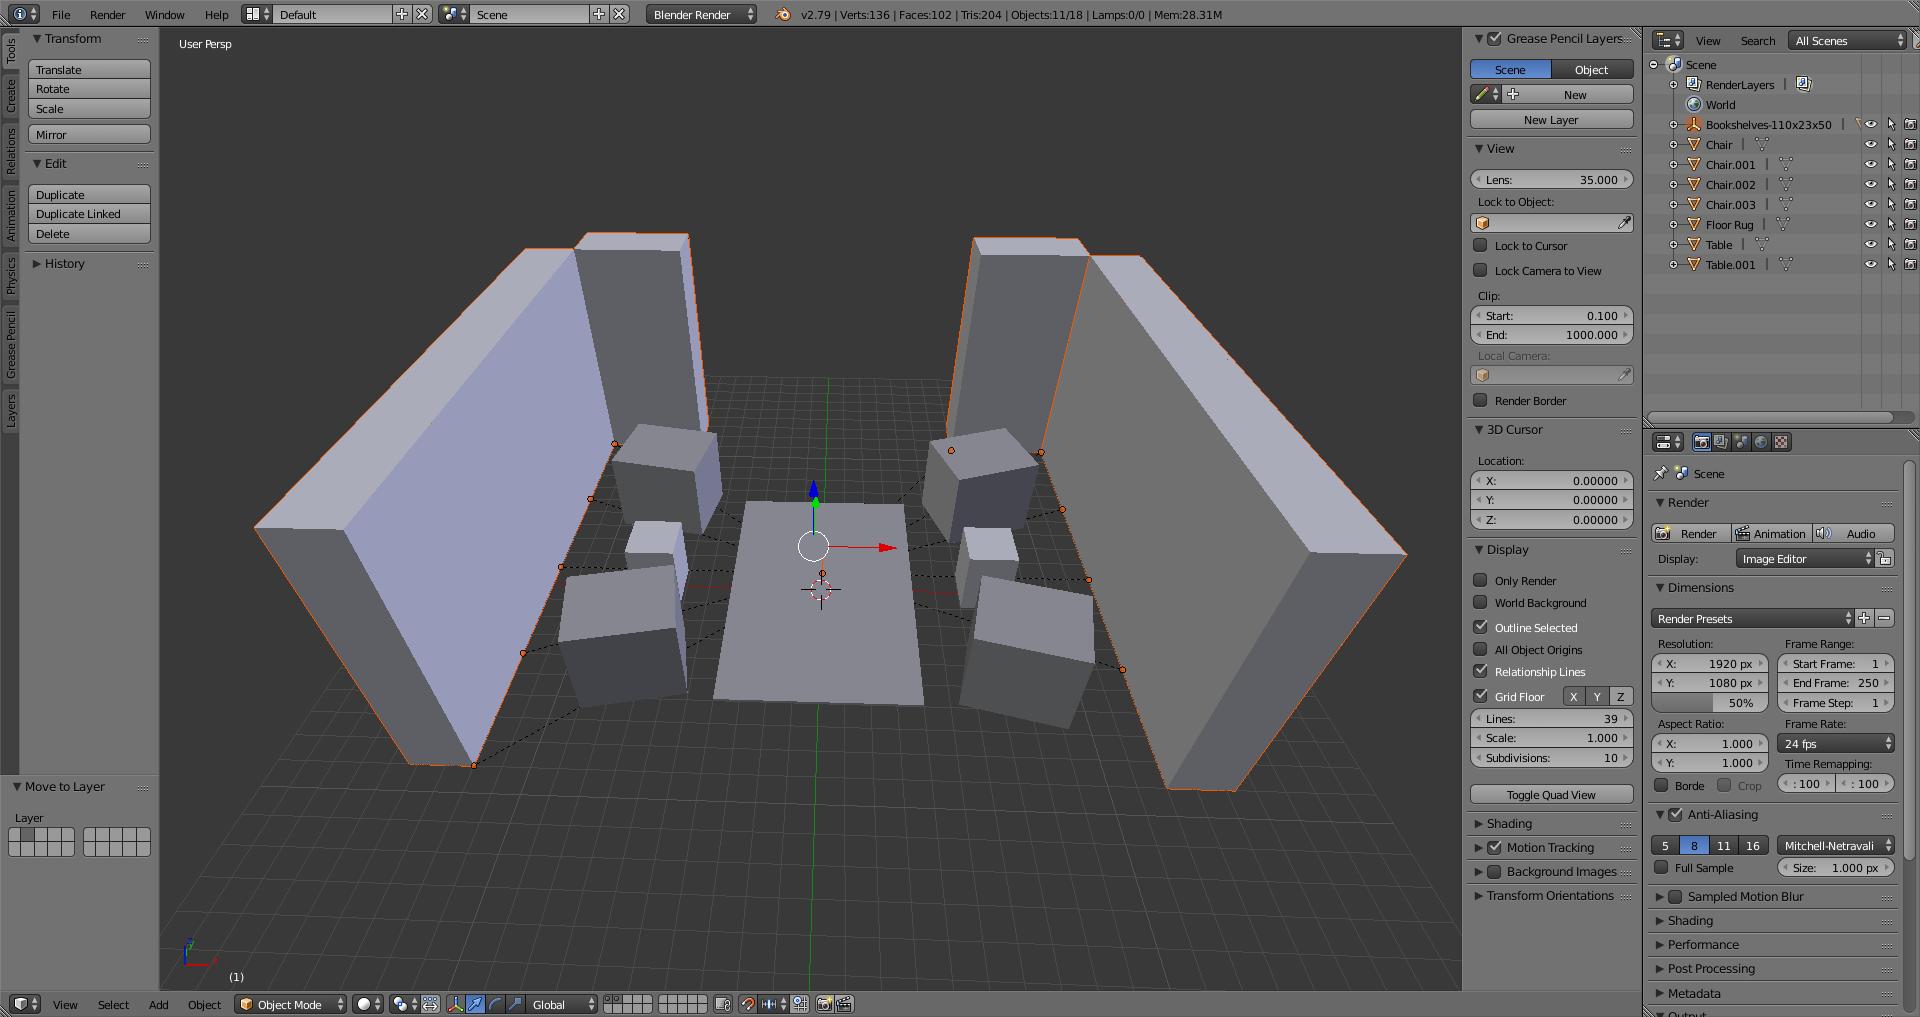 File Render Window Help Default Scene Blender Render v2.79 | Verts:136 | Faces:102 | Tris:204 | Objects:11/18 | Lamps:0/0 | Mem:28.31M
Tools
Create
Relations
Animation
Physics
Grease Pencil
Layers
Transform
Translate
Rotate
Scale
Mirror
Edit
Duplicate
Duplicate Linked
Delete
History
Move to Layer
Layer
User Persp
(1)
View Select Add Object Object Mode Global
Grease Pencil Layers
Scene Object
New
New Layer
View
Lens: 35.000
Lock to Object:
Lock to Cursor
Lock Camera to View
Clip:
Start: 0.100
End: 1000.000
Local Camera:
Render Border
3D Cursor
Location:
X: 0.00000
Y: 0.00000
Z: 0.00000
Display
Only Render
World Background
Outline Selected
All Object Origins
Relationship Lines
Grid Floor X Y Z
Lines: 39
Scale: 1.000
Subdivisions: 10
Toggle Quad View
Shading
Motion Tracking
Background Images
Transform Orientations
View Search All Scenes
Scene
RenderLayers
World
Bookshelves-110x23x50
Chair
Chair.001
Chair.002
Chair.003
Floor Rug
Table
Table.001
Scene
Render
Render Animation Audio
Display: Image Editor
Dimensions
Render Presets
Resolution: Frame Range:
X: 1920 px Start Frame: 1
Y: 1080 px End Frame: 250
50% Frame Step: 1
Aspect Ratio: Frame Rate:
X: 1.000 24 fps
Y: 1.000 Time Remapping:
Borde Crop : 100 : 100
Anti-Aliasing
5 8 11 16 Mitchell-Netravali
Full Sample Size: 1.000 px
Sampled Motion Blur
Shading
Performance
Post Processing
Metadata
Output